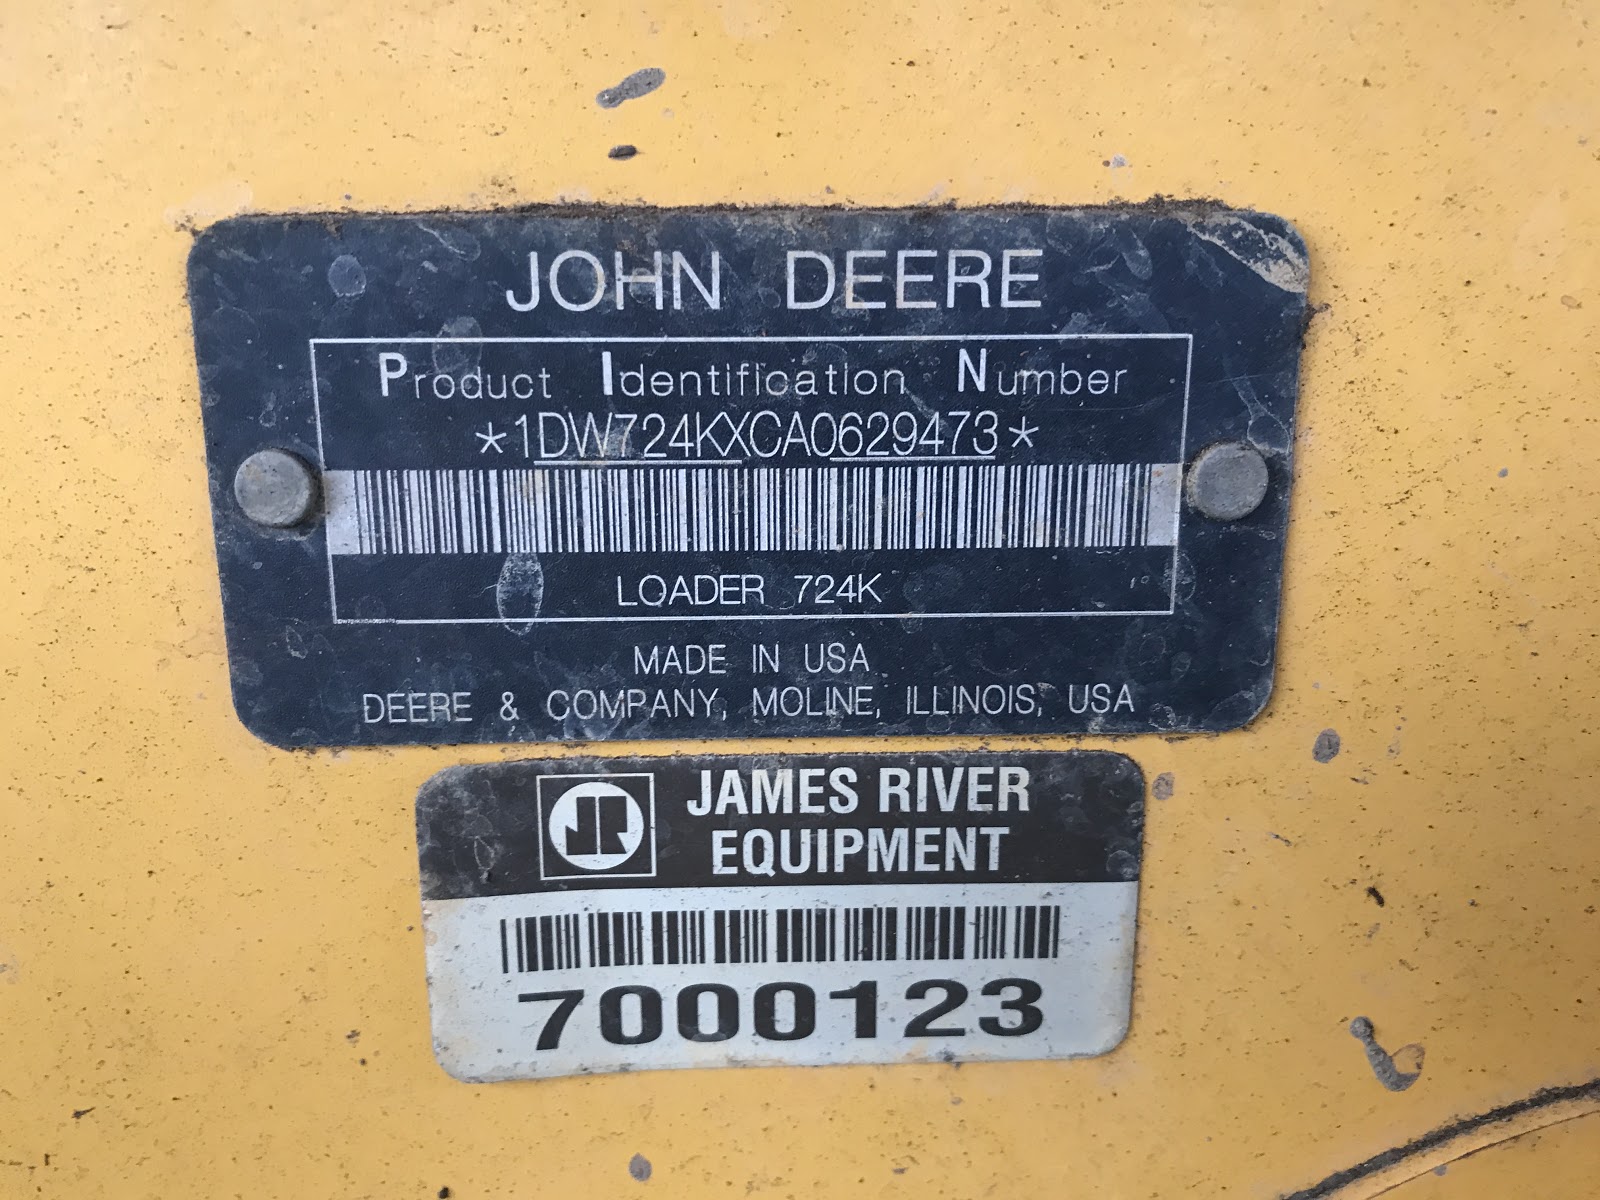 JOHN DEERE
Product Identification Number
*1DW724KXCA0629473*
LOADER 724K
MADE IN USA
DEERE & COMPANY, MOLINE, ILLINOIS, USA
JR
JAMES RIVER
EQUIPMENT
7000123